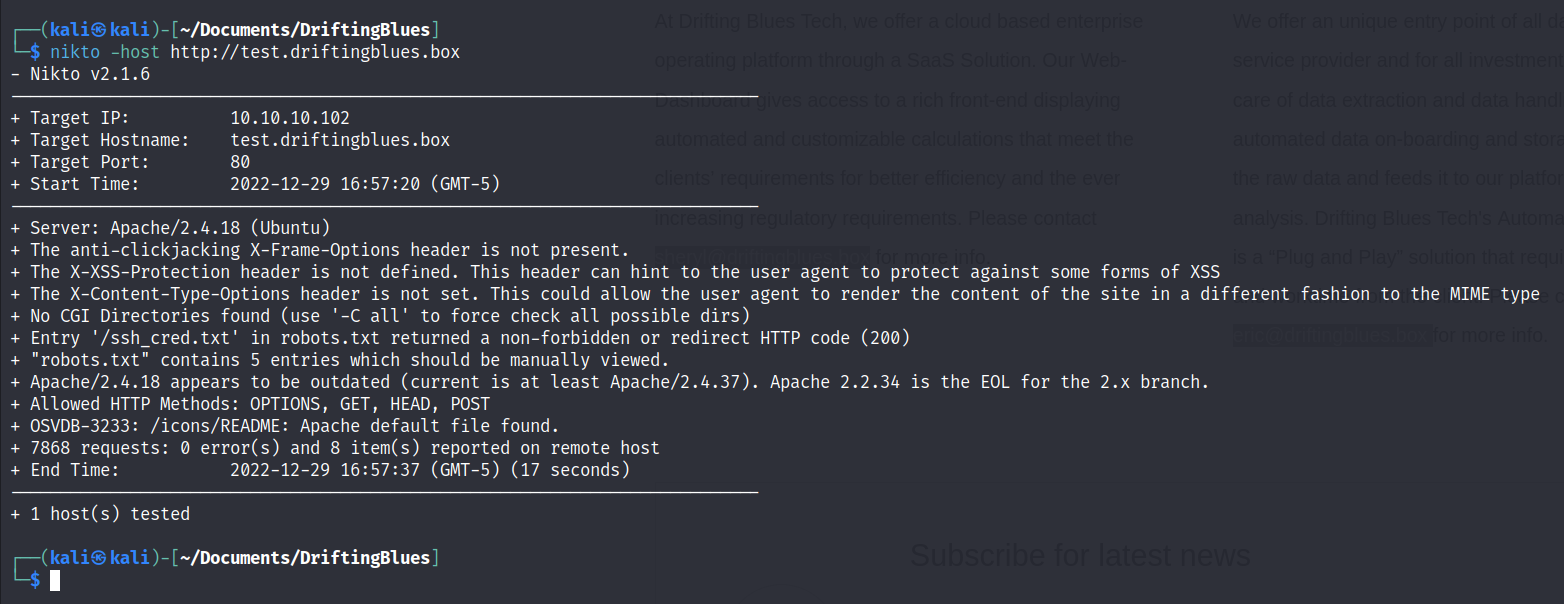 ┌──(kali㉿kali)-[~/Documents/DriftingBlues]
└─$ nikto -host http://test.driftingblues.box
- Nikto v2.1.6
---------------------------------------------------------------------------
+ Target IP:          10.10.10.102
+ Target Hostname:    test.driftingblues.box
+ Target Port:        80
+ Start Time:         2022-12-29 16:57:20 (GMT-5)
---------------------------------------------------------------------------
+ Server: Apache/2.4.18 (Ubuntu)
+ The anti-clickjacking X-Frame-Options header is not present.
+ The X-XSS-Protection header is not defined. This header can hint to the user agent to protect against some forms of XSS
+ The X-Content-Type-Options header is not set. This could allow the user agent to render the content of the site in a different fashion to the MIME type
+ No CGI Directories found (use '-C all' to force check all possible dirs)
+ Entry '/ssh_cred.txt' in robots.txt returned a non-forbidden or redirect HTTP code (200)
+ "robots.txt" contains 5 entries which should be manually viewed.
+ Apache/2.4.18 appears to be outdated (current is at least Apache/2.4.37). Apache 2.2.34 is the EOL for the 2.x branch.
+ Allowed HTTP Methods: OPTIONS, GET, HEAD, POST
+ OSVDB-3233: /icons/README: Apache default file found.
+ 7868 requests: 0 error(s) and 8 item(s) reported on remote host
+ End Time:           2022-12-29 16:57:37 (GMT-5) (17 seconds)
---------------------------------------------------------------------------
+ 1 host(s) tested
┌──(kali㉿kali)-[~/Documents/DriftingBlues]
└─$
At Drifting Blues Tech, we offer a cloud based enterprise
operating platform through a SaaS Solution. Our Web-
Dashboard gives access to a rich front-end displaying
automated and customizable calculations that meet the
clients' requirements for better efficiency and the ever
increasing regulatory requirements. Please contact
for more info.
We offer an unique entry point of all
service provider and for all investment
care of data extraction and data
automated data on-boarding and
the raw data and feeds it to our
analysis. Drifting Blues Tech's
is a "Plug and Play" solution that
for more info.
Subscribe for latest news